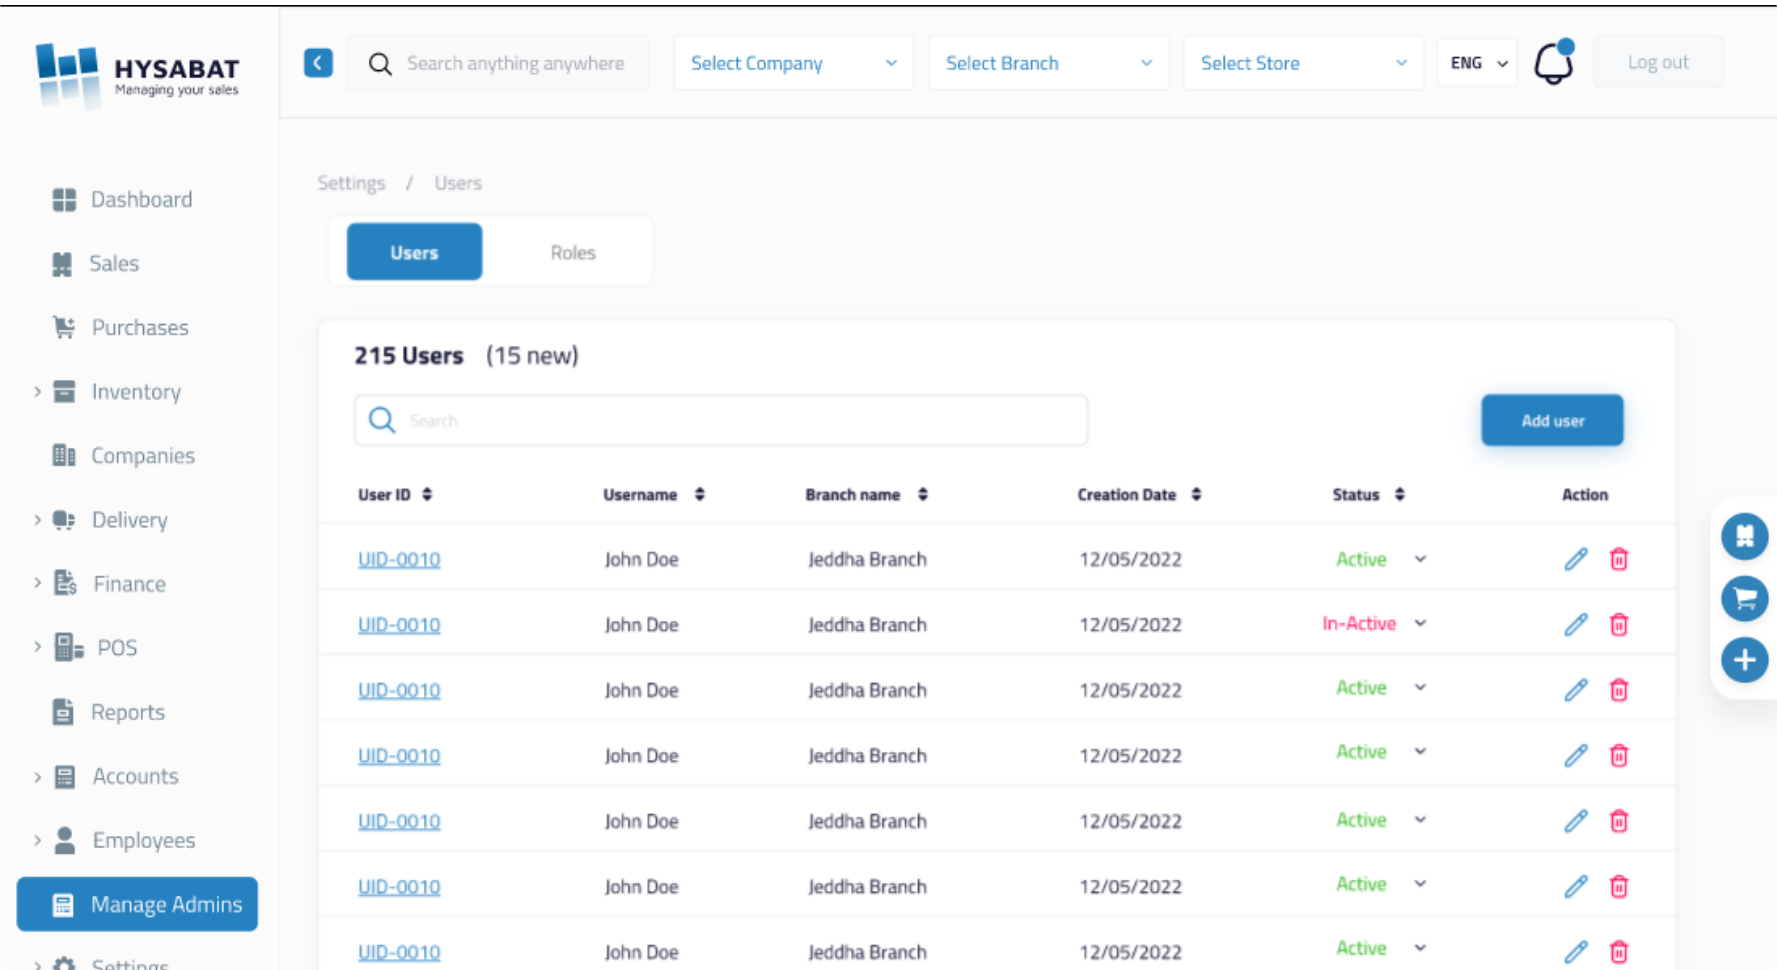 HYSABAT
Managing your sales
Search anything anywhere
Select Company
Select Branch
Select Store
ENG
Log out
Dashboard
Sales
Purchases
Inventory
Companies
Delivery
Finance
POS
Reports
Accounts
Employees
Manage Admins
Settings
Settings / Users
Users Roles
215 Users (15 new)
Search
Add user
User ID Username Branch name Creation Date Status Action
UID-0010 John Doe Jeddha Branch 12/05/2022 Active
UID-0010 John Doe Jeddha Branch 12/05/2022 In-Active
UID-0010 John Doe Jeddha Branch 12/05/2022 Active
UID-0010 John Doe Jeddha Branch 12/05/2022 Active
UID-0010 John Doe Jeddha Branch 12/05/2022 Active
UID-0010 John Doe Jeddha Branch 12/05/2022 Active
UID-0010 John Doe Jeddha Branch 12/05/2022 Active